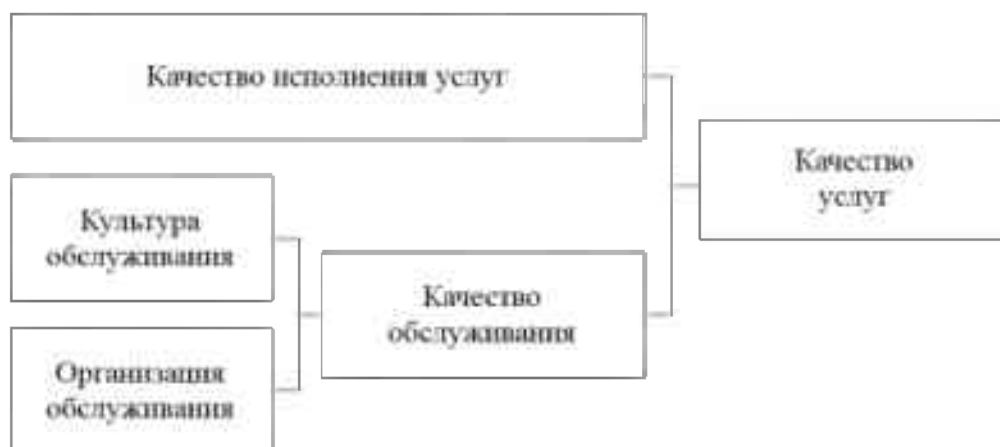 Качество исполнения услуг
Качество
услуг
Культура
обслуживания
Качество
обслуживания
Организация
обслуживания